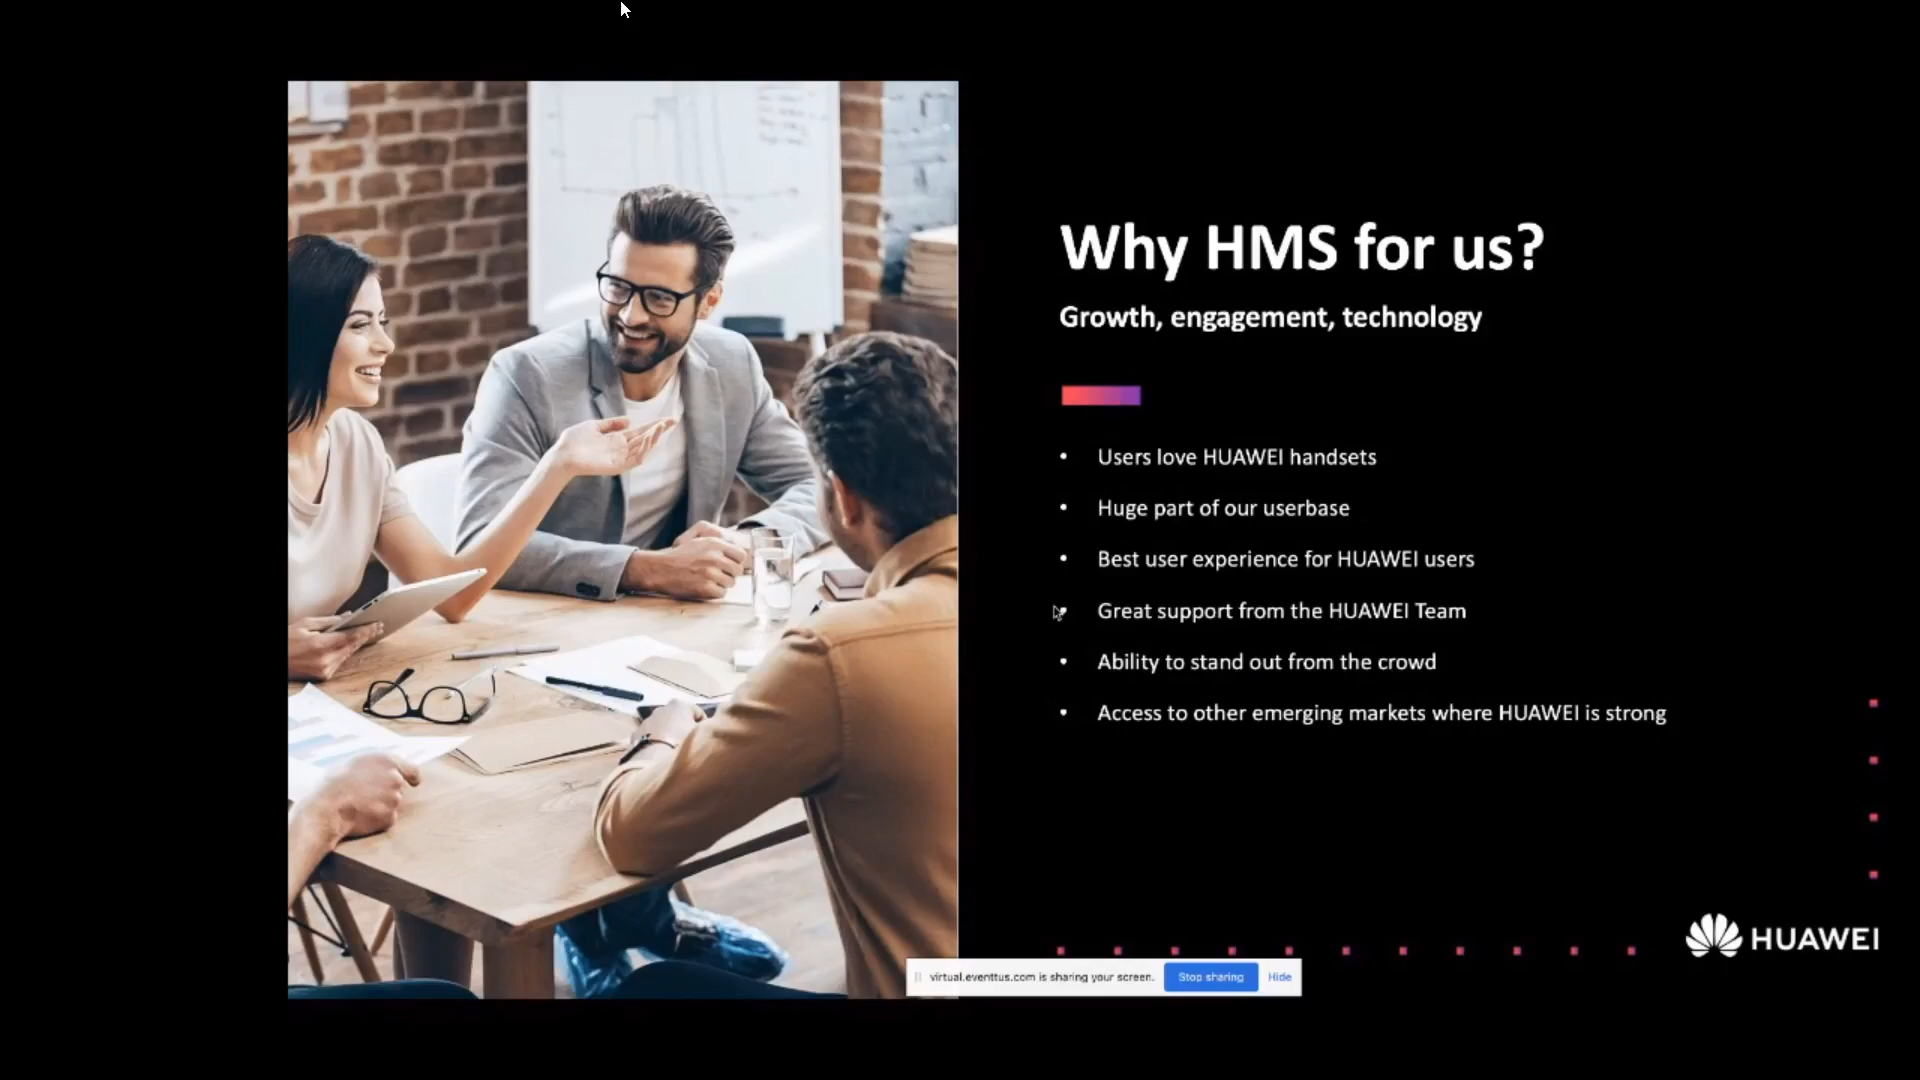 Why HMS for us?
Growth, engagement, technology
• Users love HUAWEI handsets
• Huge part of our userbase
• Best user experience for HUAWEI users
• Great support from the HUAWEI Team
• Ability to stand out from the crowd
• Access to other emerging markets where HUAWEI is strong
HUAWEI
virtual.eventtus.com is sharing your screen. Stop sharing Hide